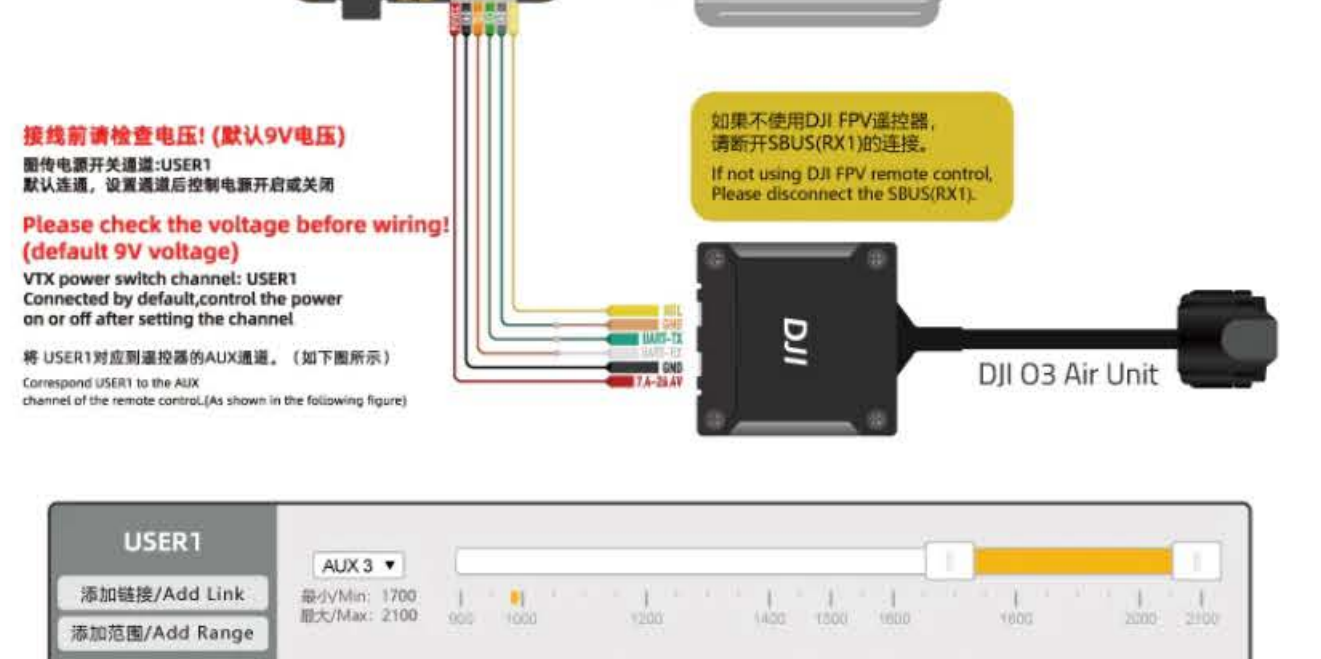 接线前请检查电压! (默认9V电压)
图传电源开关通道:USER1
默认连通，设置通道后控制电源开启或关闭
Please check the voltage before wiring!
(default 9V voltage)
VTX power switch channel: USER1
Connected by default,control the power
on or off after setting the channel
将 USER1对应到遥控器的AUX通道。（如下图所示）
Correspond USER1 to the AUX
channel of the remote control.(As shown in the following figure)
如果不使用DJI FPV遥控器，
请断开SBUS(RX1)的连接。
If not using DJI FPV remote control,
Please disconnect the SBUS(RX1).
GND
UART-TX
UART-RX
GND
7.4-26.4V
DJI
DJI O3 Air Unit
USER1
添加链接/Add Link
添加范围/Add Range
AUX 3 ▼
最小/Min: 1700
最大/Max: 2100
900 1000 1200 1400 1500 1600 1800 2000 2100